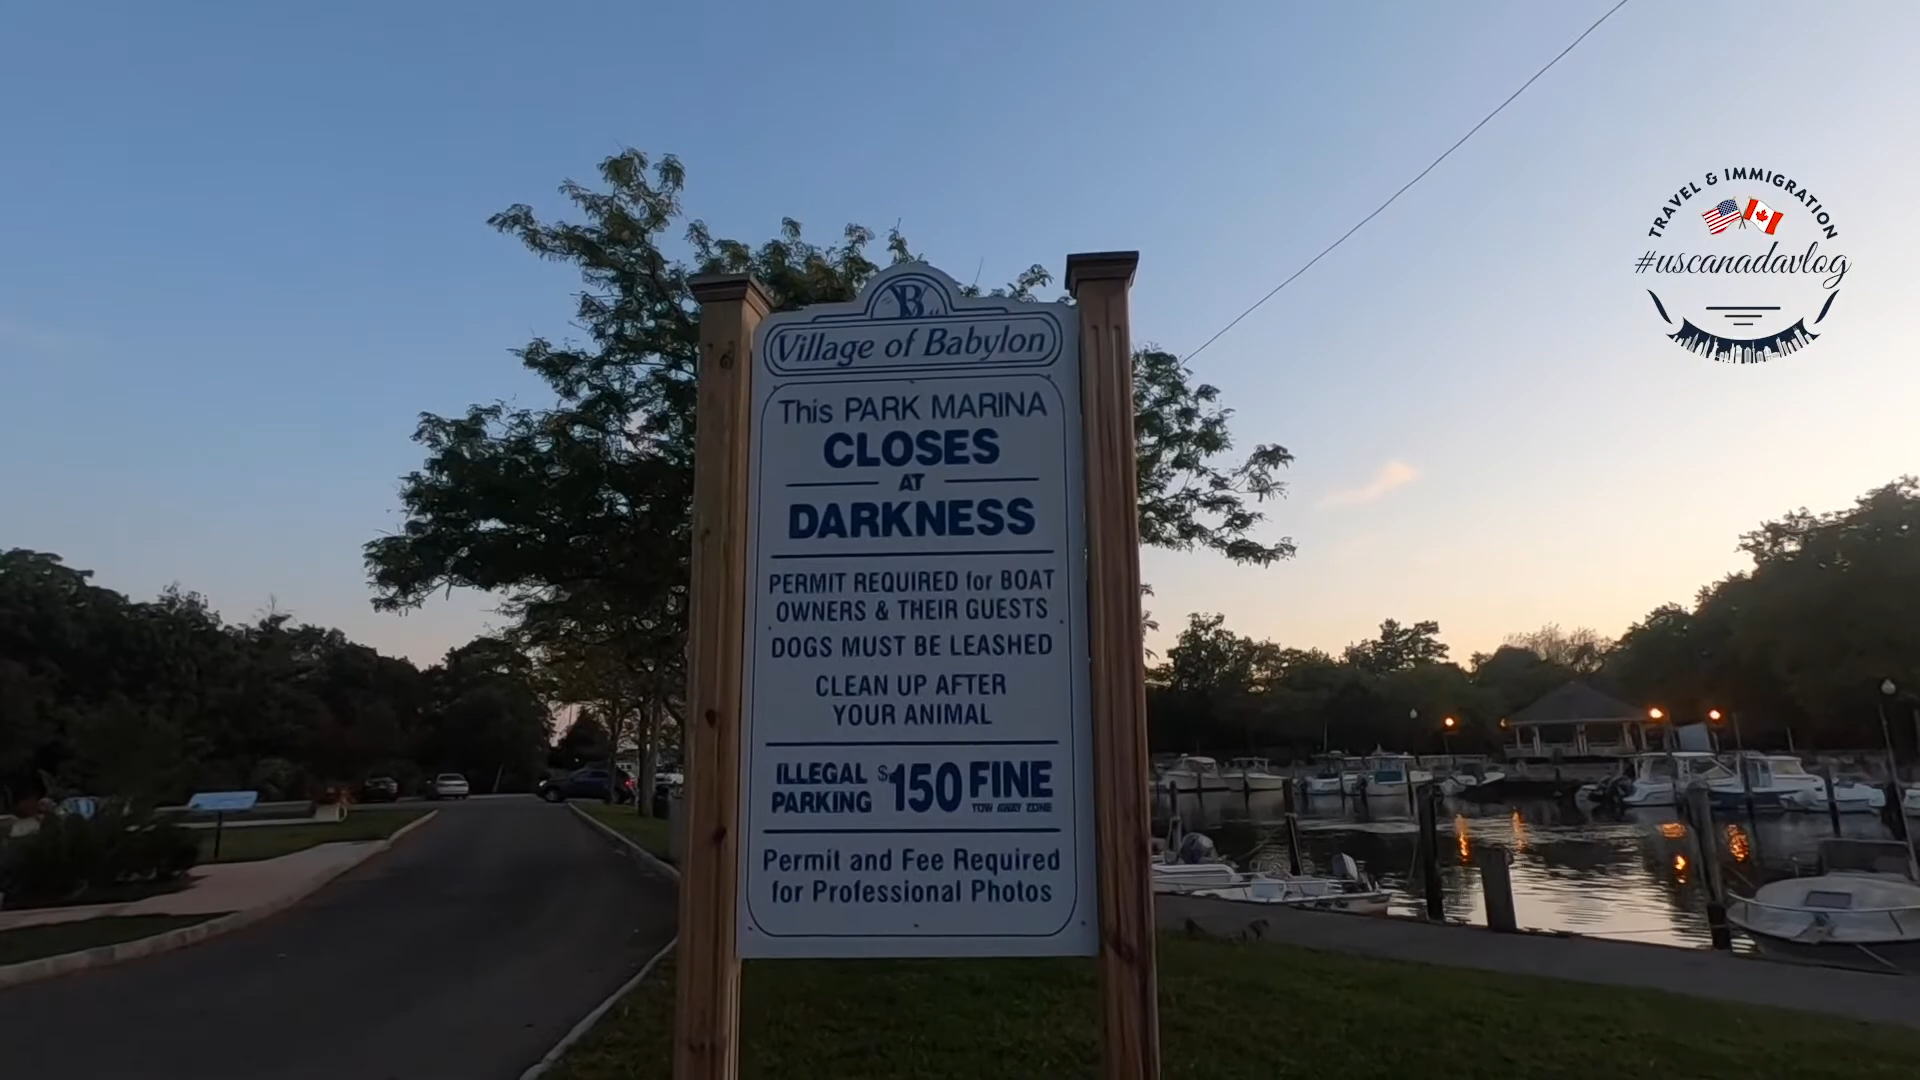 VB
Village of Babylon
This PARK MARINA
CLOSES
AT
DARKNESS
PERMIT REQUIRED for BOAT
OWNERS & THEIR GUESTS
DOGS MUST BE LEASHED
CLEAN UP AFTER
YOUR ANIMAL
ILLEGAL PARKING $150 FINE
TOW AWAY ZONE
Permit and Fee Required
for Professional Photos
TRAVEL & IMMIGRATION
#uscanadavlog